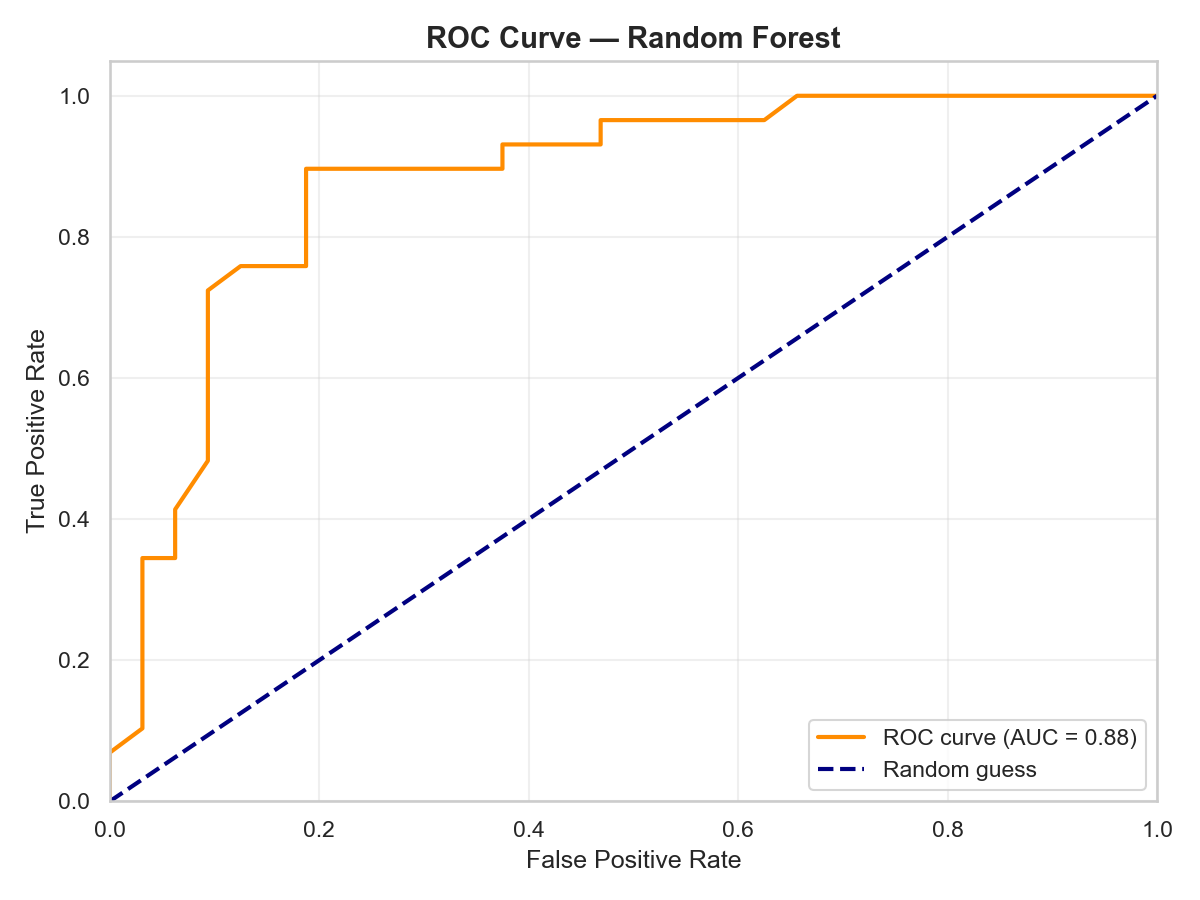 ROC Curve — Random Forest
1.0
0.8
0.6
0.4
0.2
0.0
True Positive Rate
0.0 0.2 0.4 0.6 0.8 1.0
False Positive Rate
ROC curve (AUC = 0.88)
Random guess